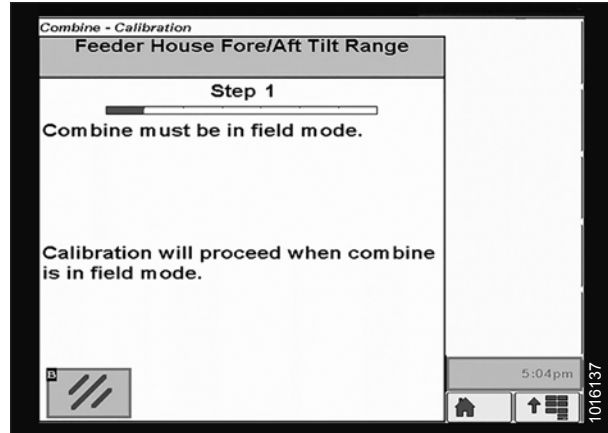 Combine - Calibration
Feeder House Fore/Aft Tilt Range
Step 1
Combine must be in field mode.
Calibration will proceed when combine
is in field mode.
B
5:04pm
1016137